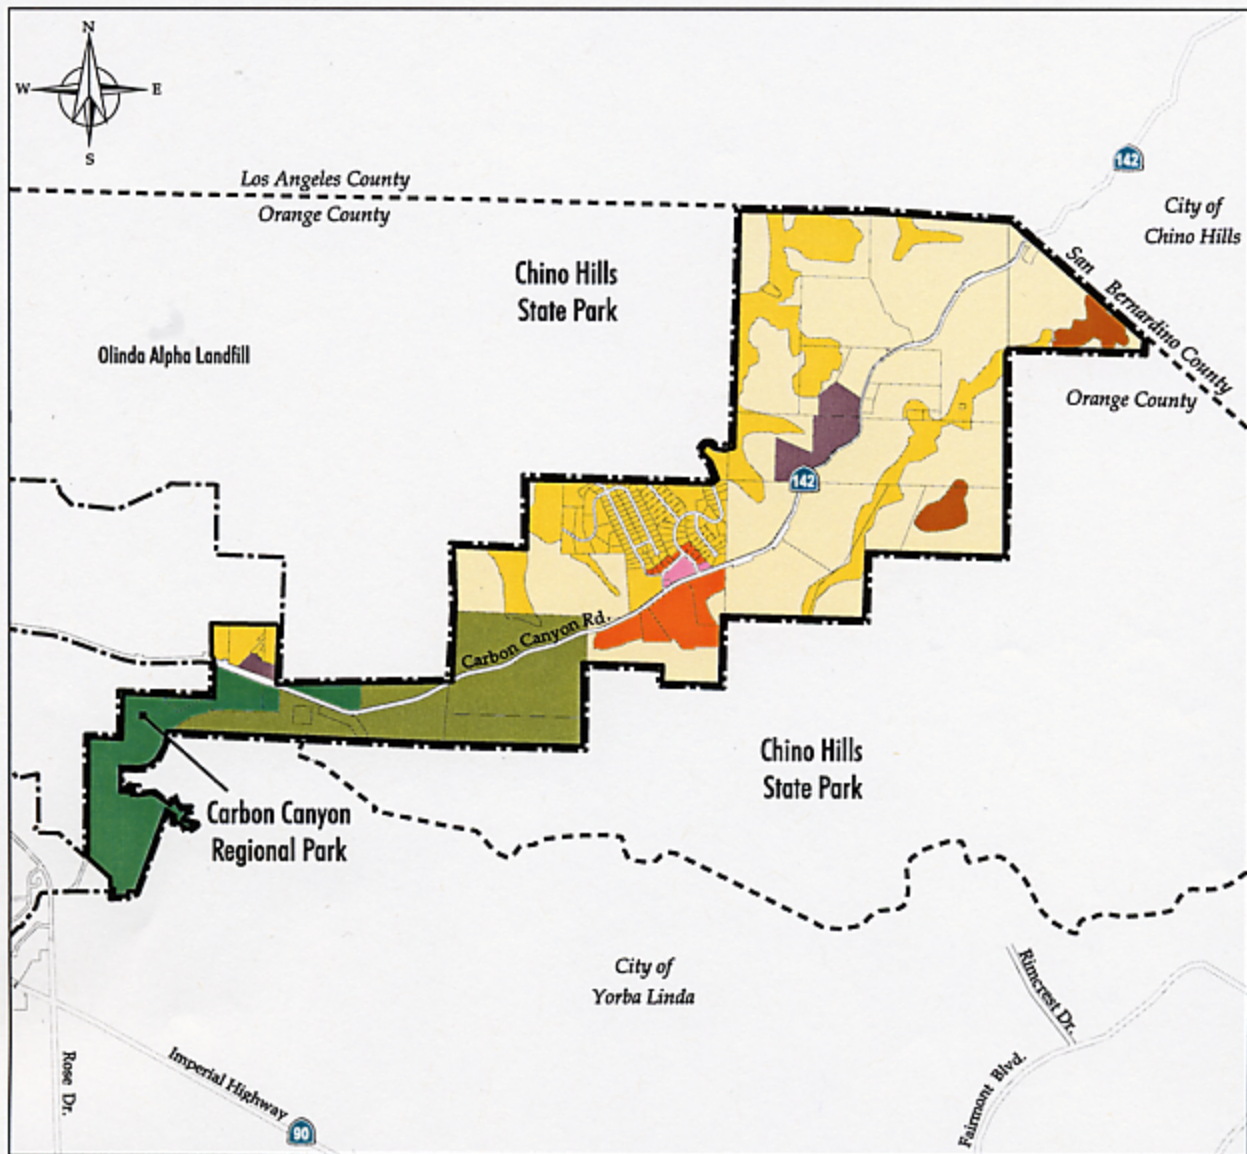 N
W E
S
142
Los Angeles County
Orange County
City of
Chino Hills
San Bernardino County
Orange County
Chino Hills
State Park
Olinda Alpha Landfill
142
Carbon Canyon Rd.
Chino Hills
State Park
Carbon Canyon
Regional Park
City of
Yorba Linda
Rimcrest Dr.
Fairmont Blvd.
Rose Dr.
Imperial Highway
90